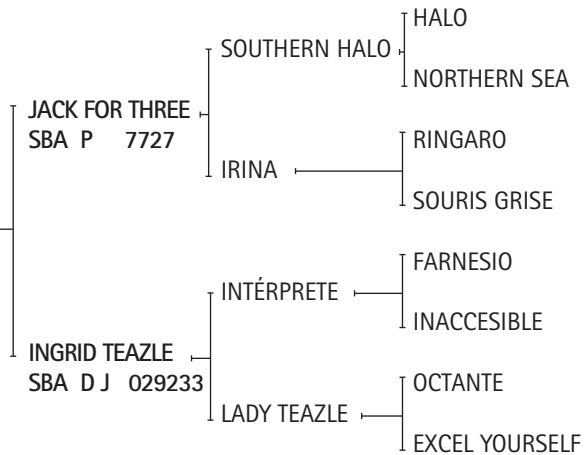 HALO
SOUTHERN HALO
NORTHERN SEA
JACK FOR THREE
SBA P 7727
RINGARO
IRINA
SOURIS GRISE
FARNESIO
INTÉRPRETE
INACCESIBLE
INGRID TEAZLE
SBA D J 029233
OCTANTE
LADY TEAZLE
EXCEL YOURSELF